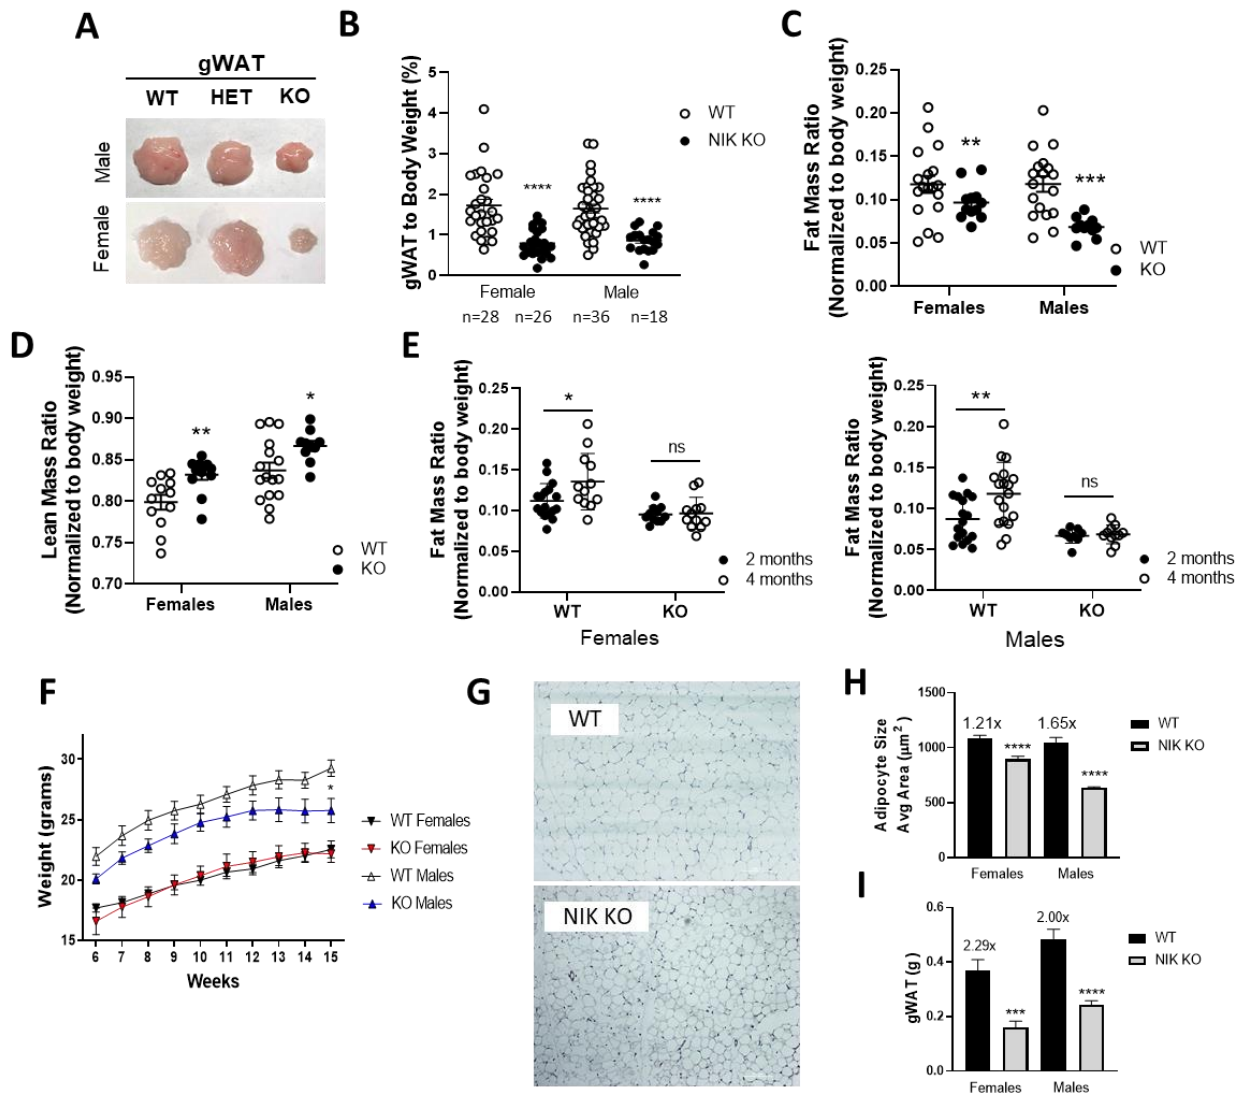 A
gWAT
WT HET KO
Male
Female
B
gWAT to Body Weight (%)
5
4
3
2
1
0
**** ****
WT
NIK KO
Female Male
n=28 n=26 n=36 n=18
C
Fat Mass Ratio
(Normalized to body weight)
0.25
0.20
0.15
0.10
0.05
0.00
** ***
WT
KO
Females Males
D
Lean Mass Ratio
(Normalized to body weight)
0.95
0.90
0.85
0.80
0.75
0.70
** *
WT
KO
Females Males
E
Fat Mass Ratio
(Normalized to body weight)
0.25
0.20
0.15
0.10
0.05
0.00
* ns
2 months
4 months
WT KO
Females
Fat Mass Ratio
(Normalized to body weight)
0.25
0.20
0.15
0.10
0.05
0.00
** ns
2 months
4 months
WT KO
Males
F
Weight (grams)
30
25
20
15
*
6 7 8 9 10 11 12 13 14 15
Weeks
WT Females
KO Females
WT Males
KO Males
G
WT
NIK KO
H
Adipocyte Size
Avg Area (μm²)
1500
1000
500
0
1.21x 1.65x
**** ****
WT
NIK KO
Females Males
I
gWAT (g)
0.6
0.4
0.2
0.0
2.29x 2.00x
*** ****
WT
NIK KO
Females Males